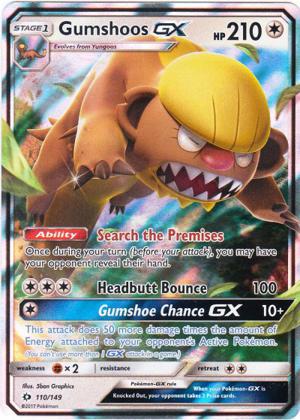 STAGE 1 Gumshoos GX HP 210
Evolves from Yungoos
Ability Search the Premises
Once during your turn (before your attack), you may have
your opponent reveal their hand.
Headbutt Bounce 100
Gumshoe Chance GX 10+
This attack does 50 more damage times the amount of
Energy attached to your opponent's Active Pokémon.
(You can't use more than 1 GX attack in a game.)
weakness ×2 resistance retreat
Illus. 5ban Graphics
110/149
©2017 Pokémon
Pokémon-GX rule
When your Pokémon-GX is
Knocked Out, your opponent takes 2 Prize cards.